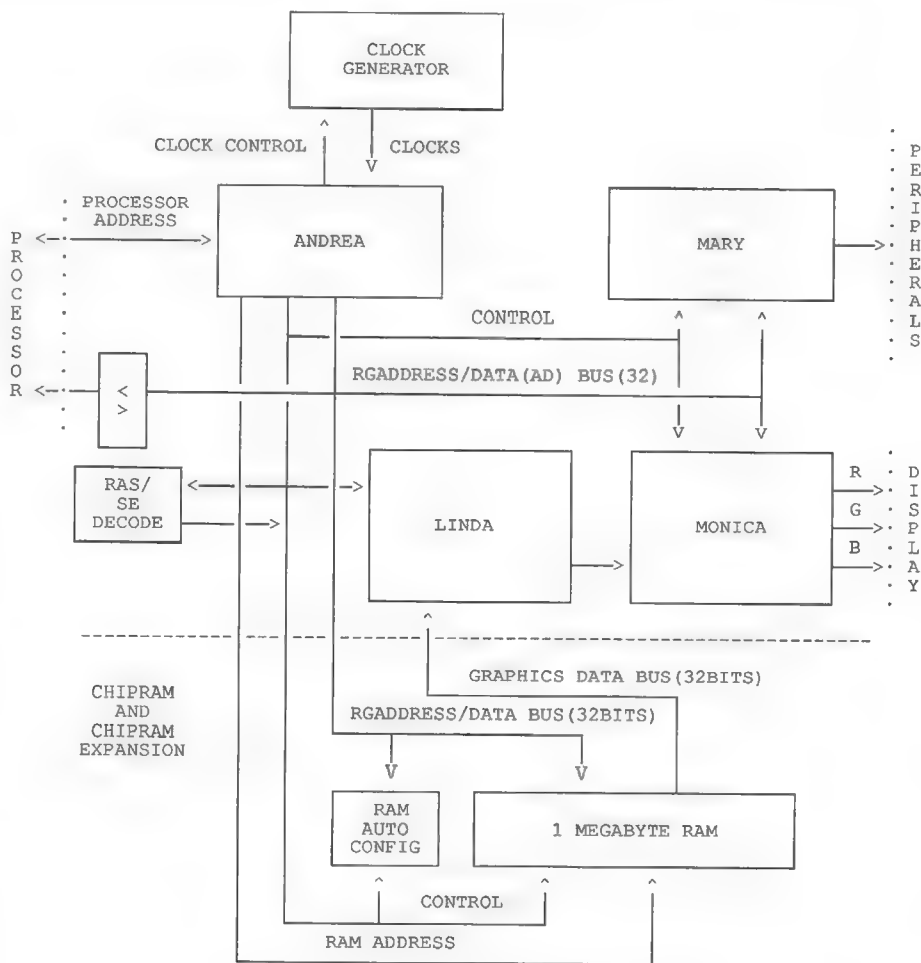 CLOCK
GENERATOR
CLOCK CONTROL
CLOCKS
PROCESSOR
ADDRESS
ANDREA
MARY
PERIPHERALS
PROCESSOR
CONTROL
RGADDRESS/DATA(AD) BUS(32)
<
>
RAS/
SE
DECODE
LINDA
MONICA
R
G
B
DISPLAY
CHIPRAM
AND
CHIPRAM
EXPANSION
GRAPHICS DATA BUS(32BITS)
RGADDRESS/DATA BUS(32BITS)
RAM
AUTO
CONFIG
1 MEGABYTE RAM
CONTROL
RAM ADDRESS